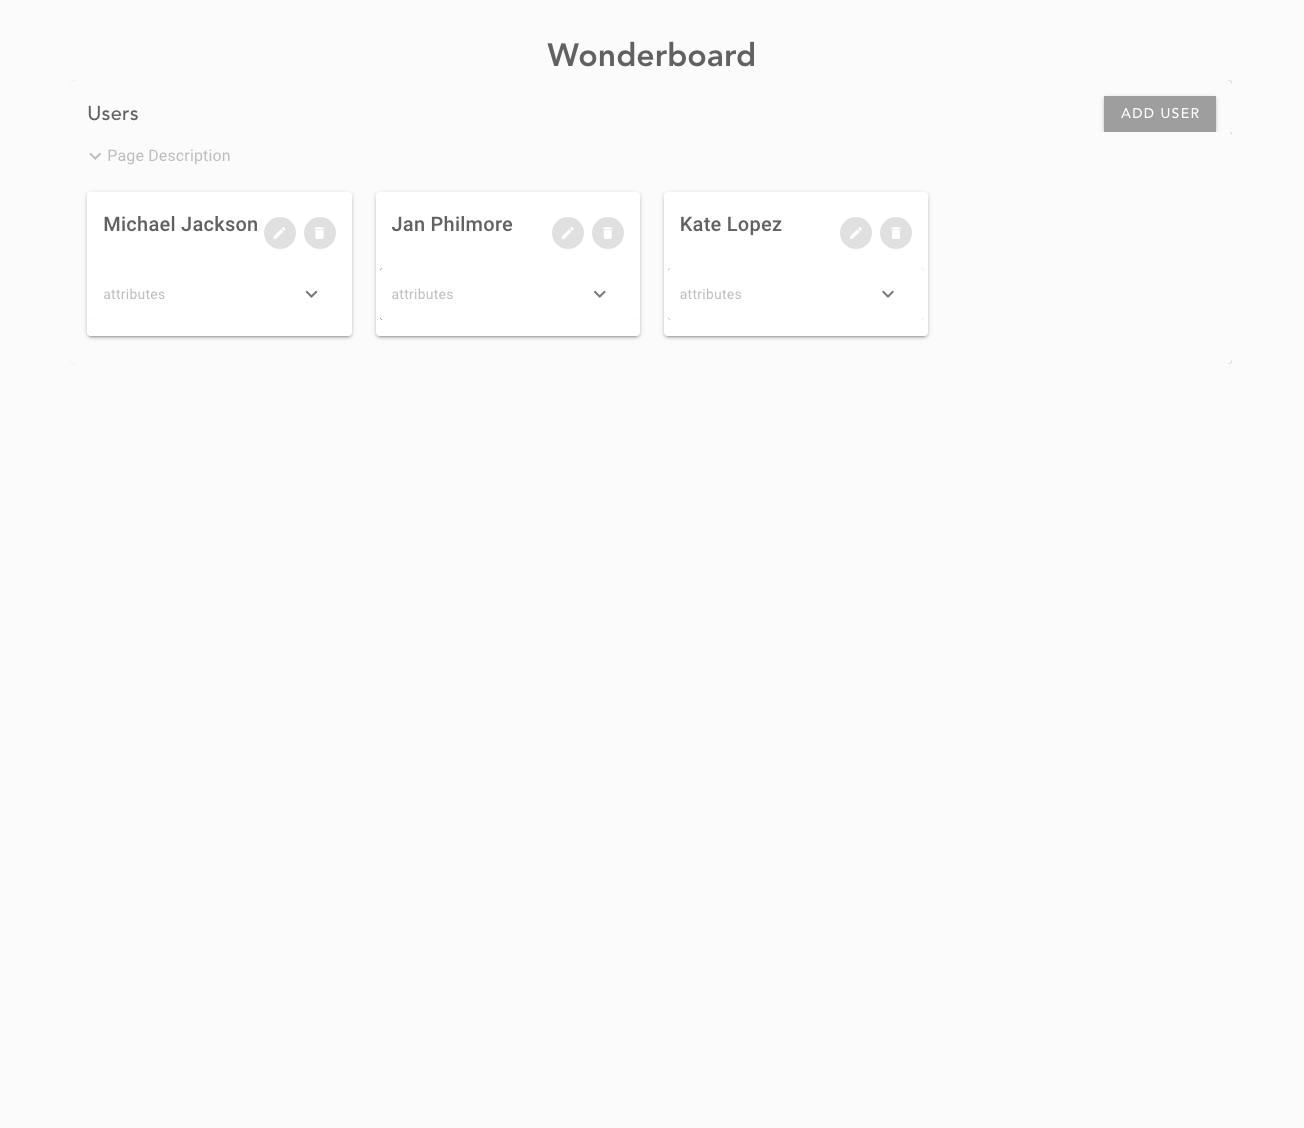 Wonderboard
Users
ADD USER
Page Description
Michael Jackson
Jan Philmore
Kate Lopez
attributes
attributes
attributes